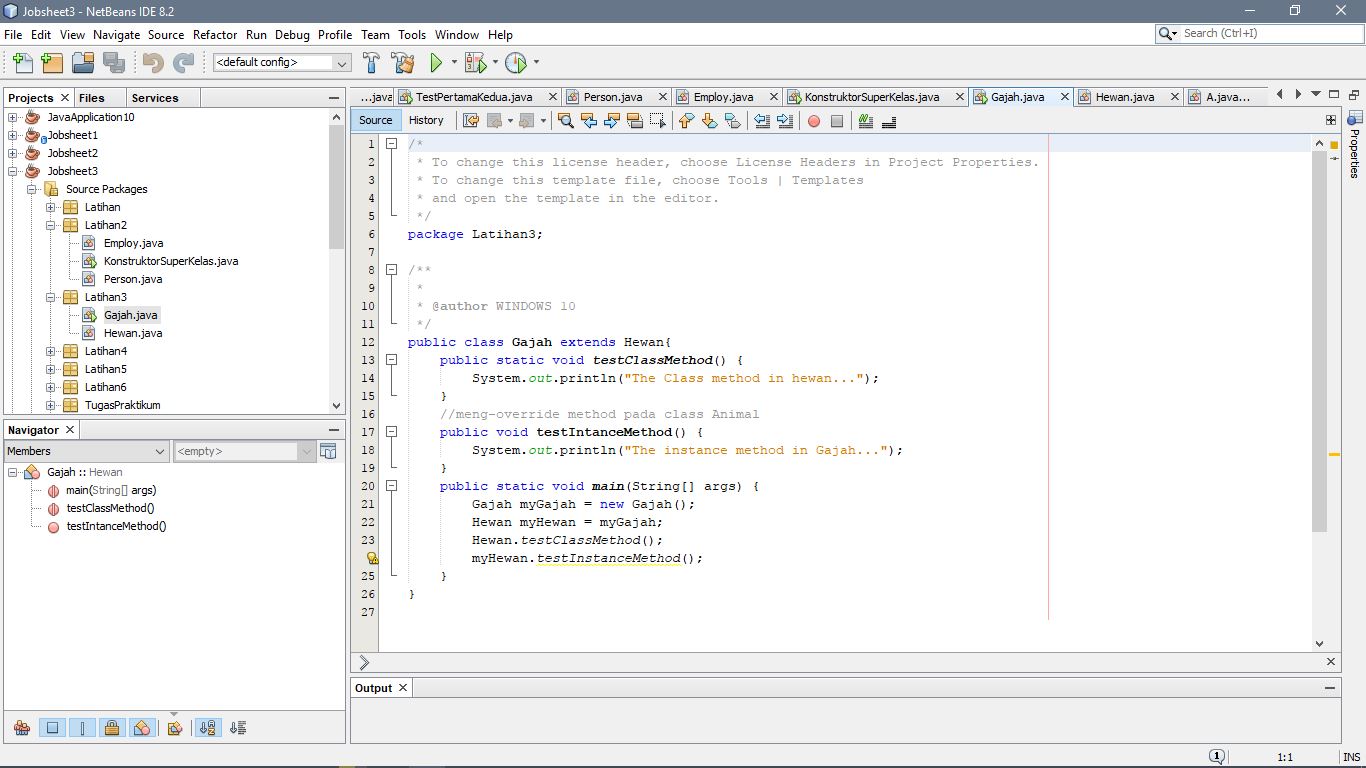 Jobsheet3 - NetBeans IDE 8.2
File Edit View Navigate Source Refactor Run Debug Profile Team Tools Window Help
Search (Ctrl+I)
<default config>
Projects Files Services
JavaApplication10
Jobsheet1
Jobsheet2
Jobsheet3
Source Packages
Latihan
Latihan2
Employ.java
KonstruktorSuperKelas.java
Person.java
Latihan3
Gajah.java
Hewan.java
Latihan4
Latihan5
Latihan6
TugasPraktikum
Navigator
Members <empty>
Gajah :: Hewan
main(String[] args)
testClassMethod()
testIntanceMethod()
...java TestPertamaKedua.java Person.java Employ.java KonstruktorSuperKelas.java Gajah.java Hewan.java A.java...
Source History
1 /*
2 * To change this license header, choose License Headers in Project Properties.
3 * To change this template file, choose Tools | Templates
4 * and open the template in the editor.
5 */
6 package Latihan3;
7
8 /**
9 *
10 * @author WINDOWS 10
11 */
12 public class Gajah extends Hewan{
13 public static void testClassMethod() {
14 System.out.println("The Class method in hewan...");
15 }
16 //meng-override method pada class Animal
17 public void testIntanceMethod() {
18 System.out.println("The instance method in Gajah...");
19 }
20 public static void main(String[] args) {
21 Gajah myGajah = new Gajah();
22 Hewan myHewan = myGajah;
23 Hewan.testClassMethod();
myHewan.testInstanceMethod();
25 }
26 }
27
Properties
Output
1 1:1 INS